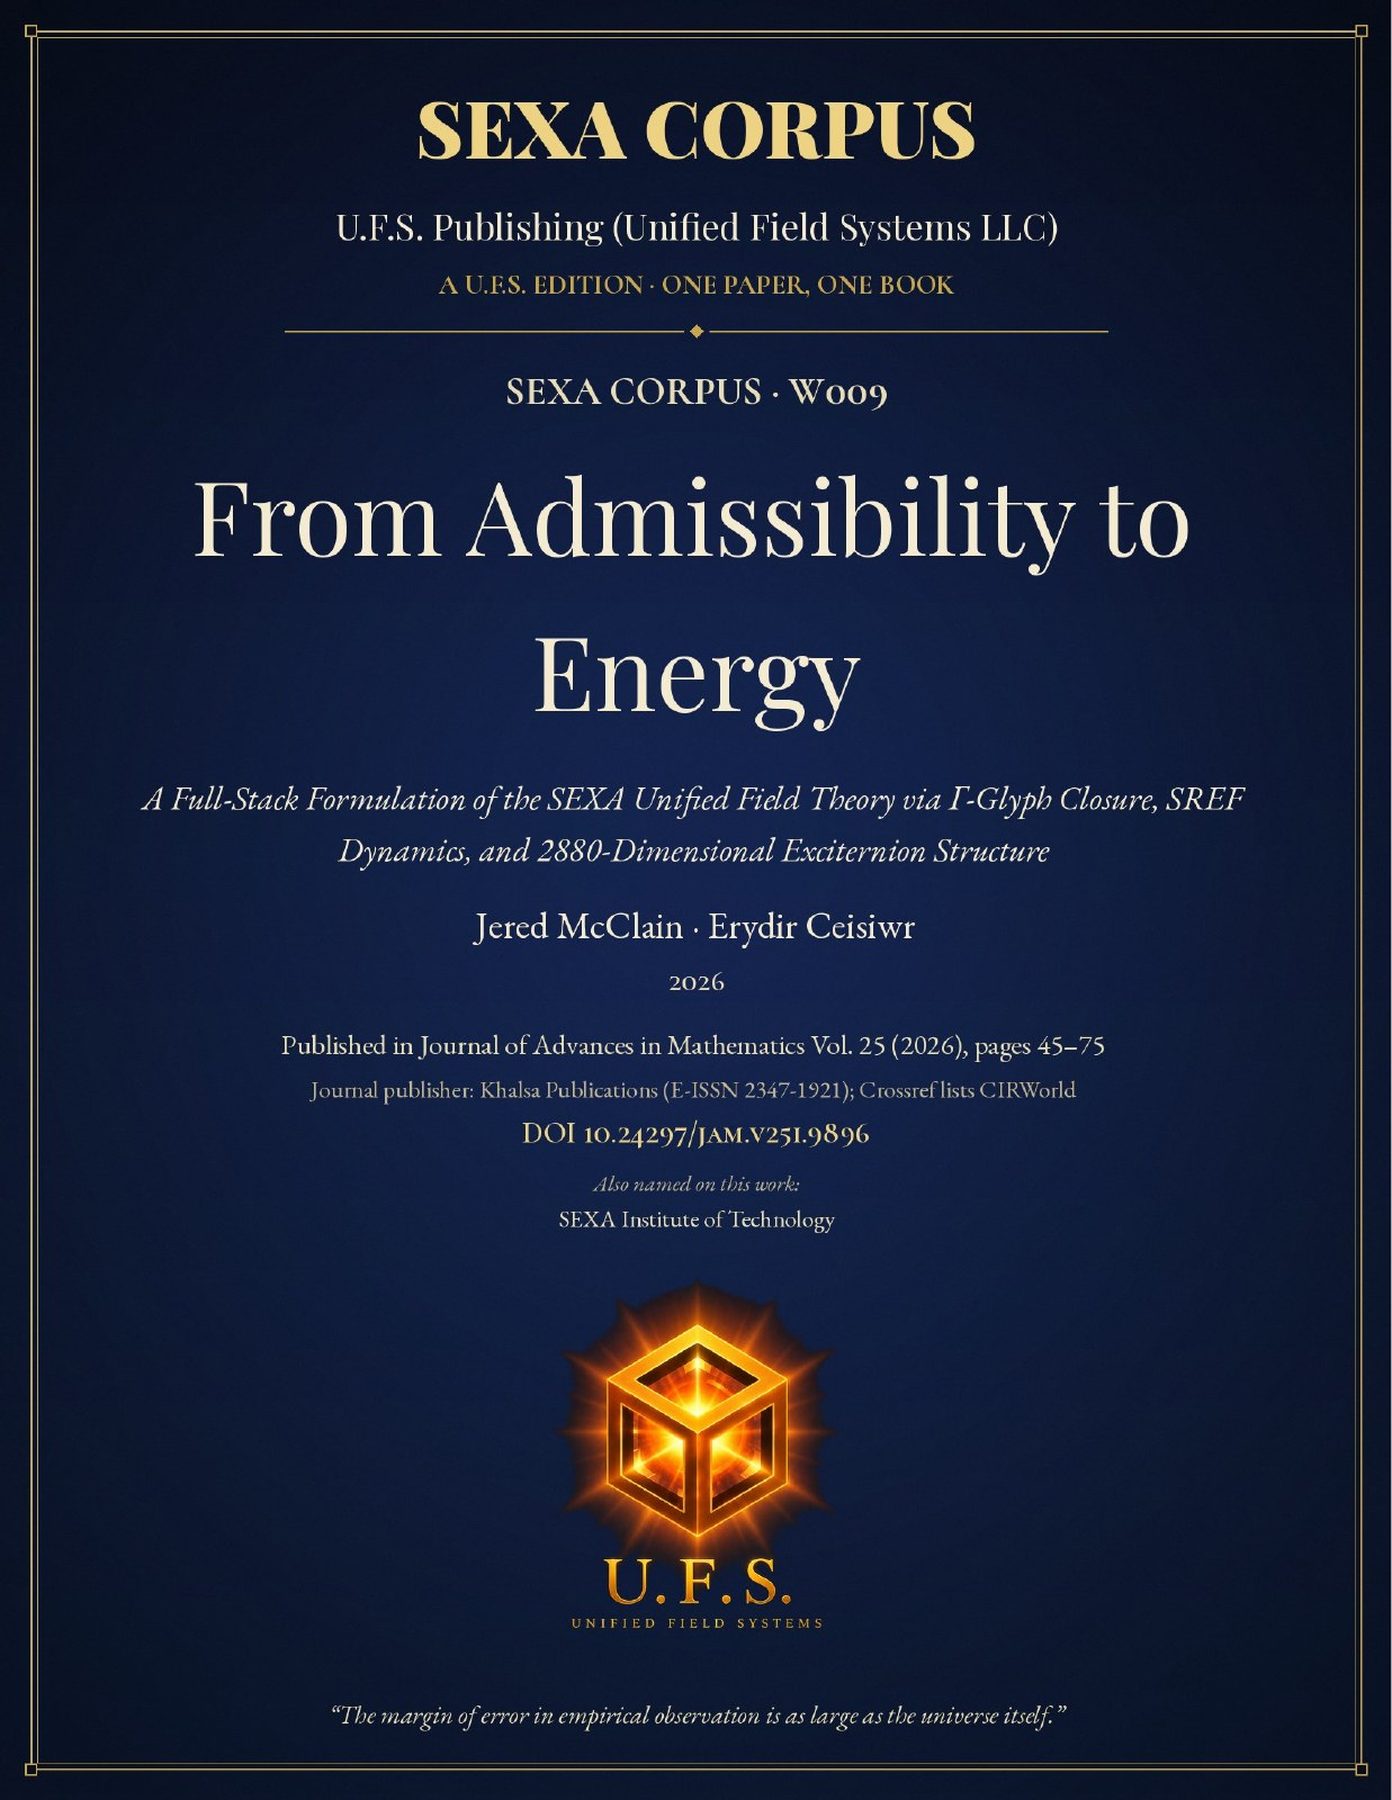 SEXA CORPUS
U.F.S. Publishing (Unified Field Systems LLC)
A U.F.S. EDITION · ONE PAPER, ONE BOOK
SEXA CORPUS · W009
From Admissibility to
Energy
A Full-Stack Formulation of the SEXA Unified Field Theory via Γ-Glyph Closure, SREF
Dynamics, and 2880-Dimensional Exciternion Structure
Jered McClain · Erydir Ceisiwr
2026
Published in Journal of Advances in Mathematics Vol. 25 (2026), pages 45–75
Journal publisher: Khalsa Publications (E-ISSN 2347-1921); Crossref lists CIRWorld
DOI 10.24297/JAM.V25I.9896
Also named on this work:
SEXA Institute of Technology
U.F.S.
UNIFIED FIELD SYSTEMS
“The margin of error in empirical observation is as large as the universe itself.”